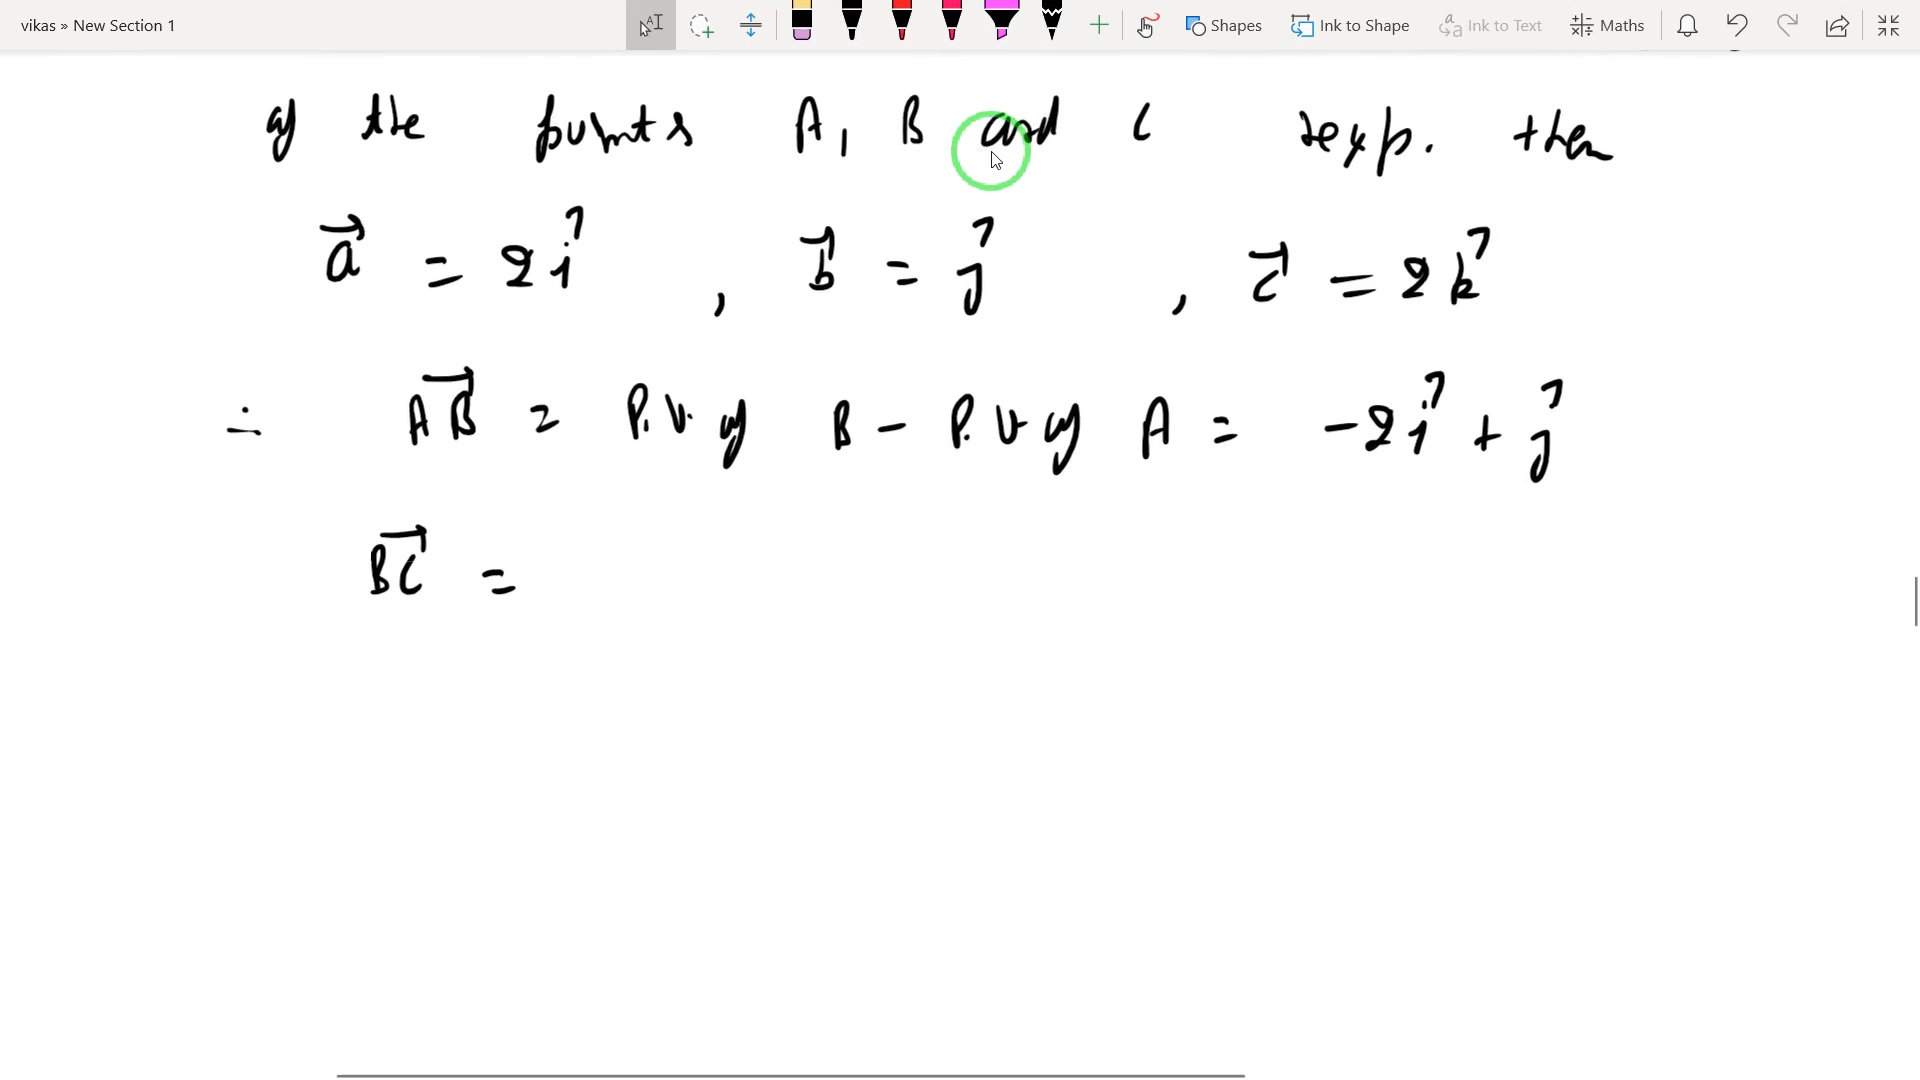 vikas » New Section 1
Shapes
Ink to Shape
Ink to Text
Maths
of the points A, B and C resp. then
a⃗ = 2î , b⃗ = ĵ , c⃗ = 2k̂
∴ AB⃗ = P.V. of B - P.V of A = -2î + ĵ
BC⃗ =